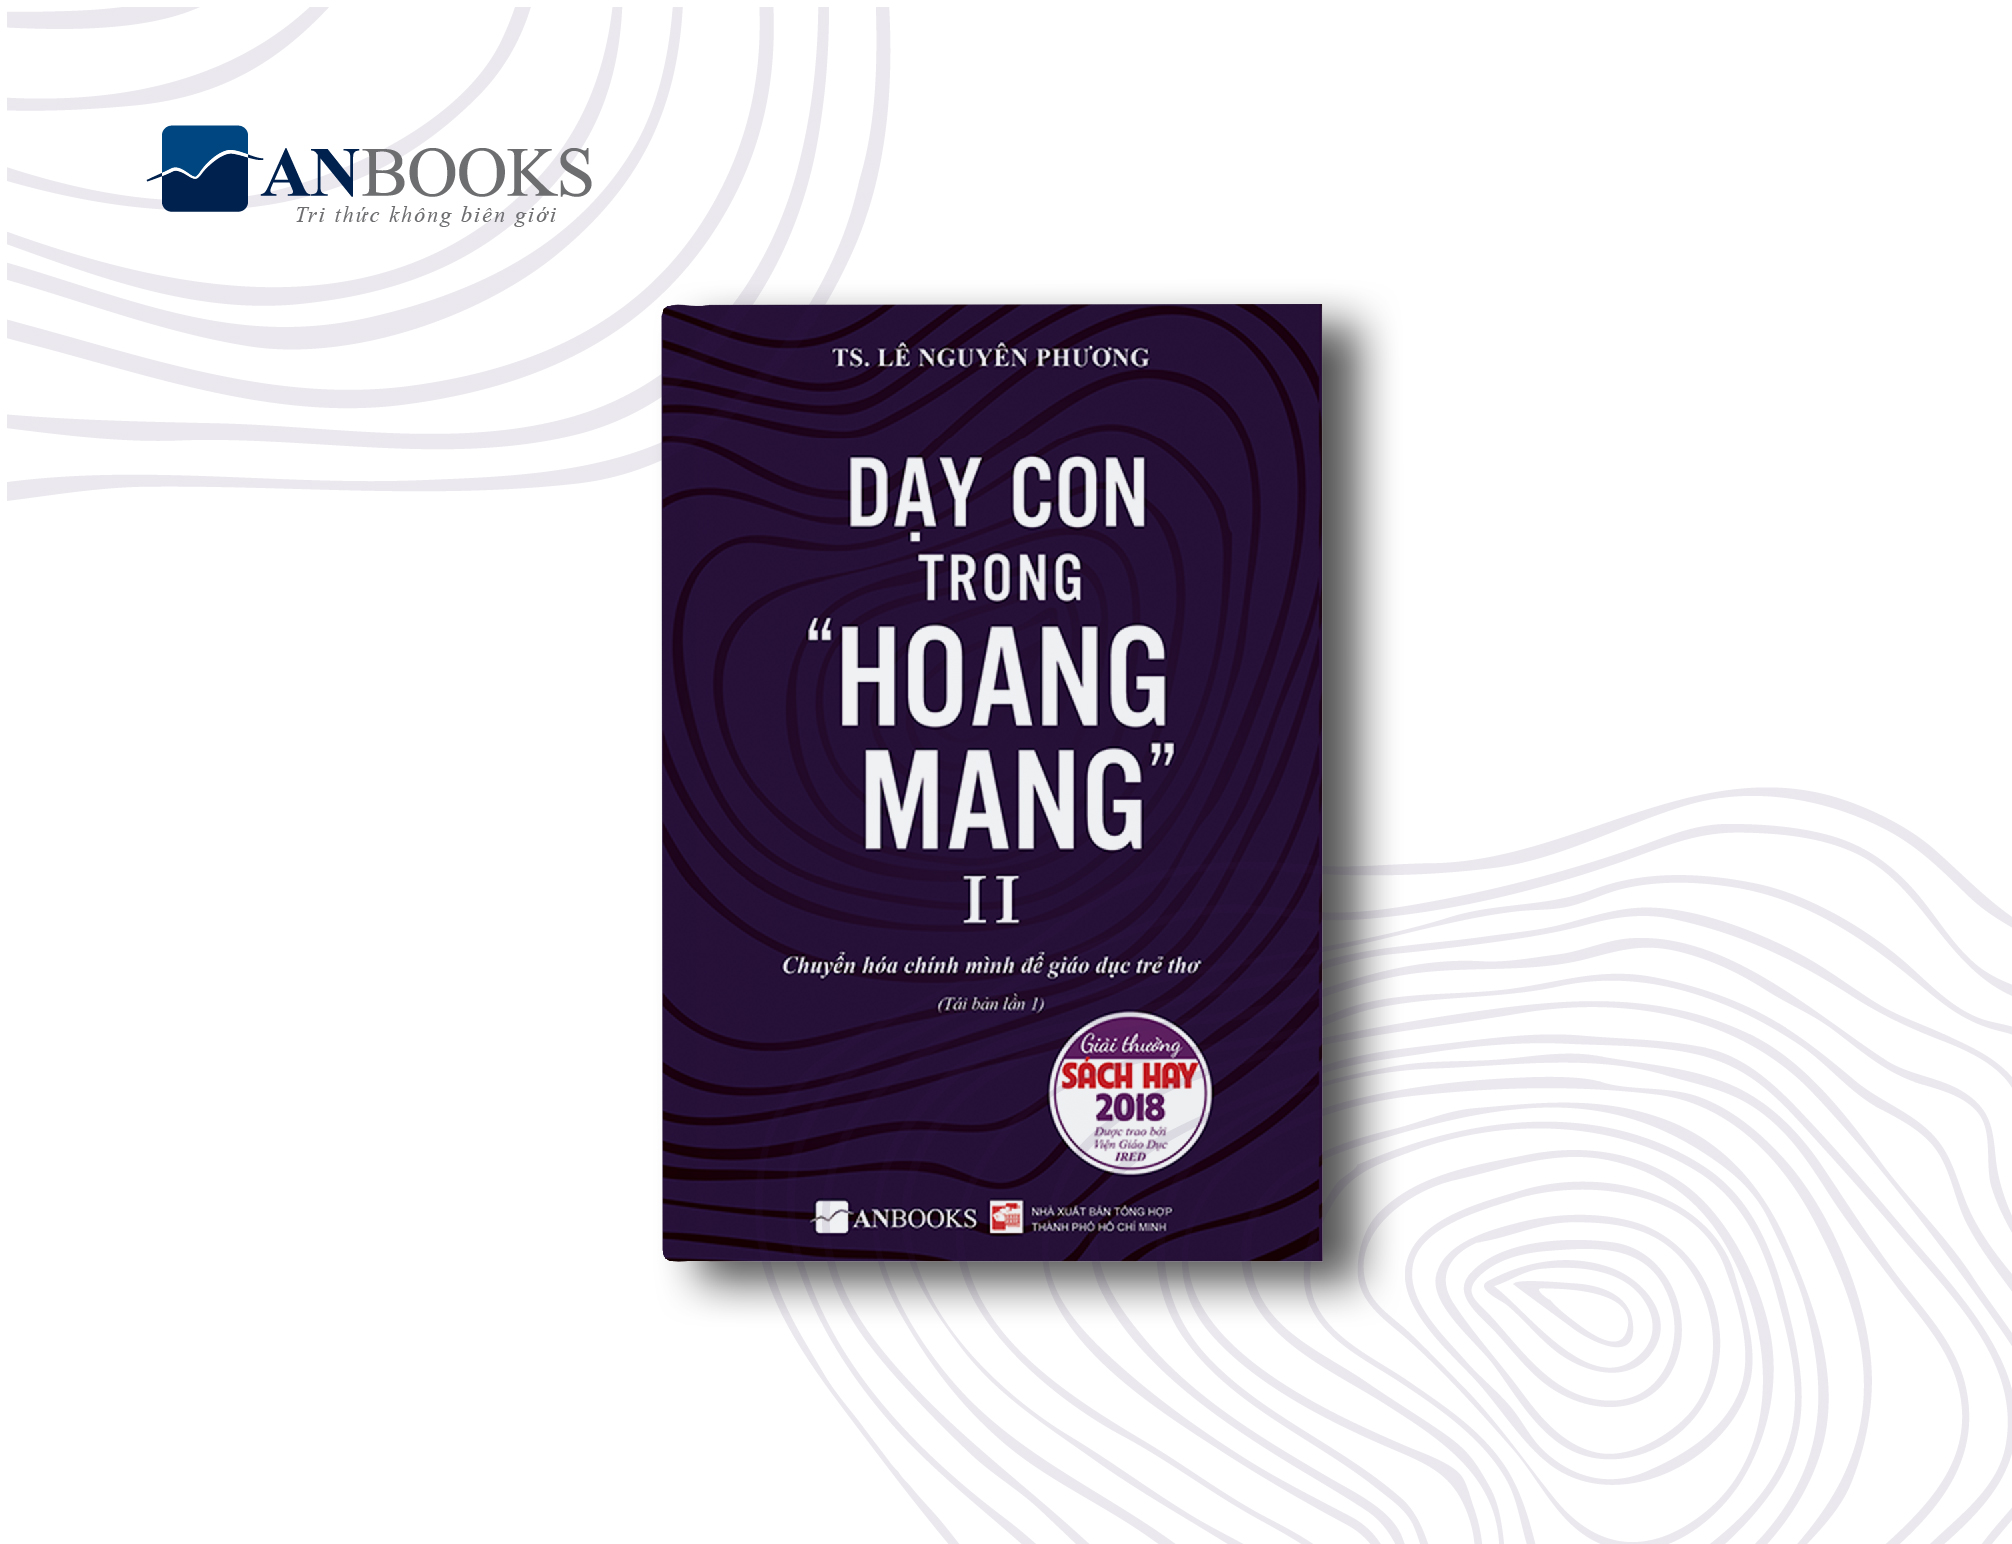 ANBOOKS
Tri thức không biên giới
TS. LÊ NGUYÊN PHƯƠNG
DẠY CON
TRONG
“HOANG
MANG”
II
Chuyển hóa chính mình để giáo dục trẻ thơ
(Tái bản lần 1)
Giải thưởng
SÁCH HAY
2018
Được trao bởi
Viện Giáo Dục
IRED
ANBOOKS
NHÀ XUẤT BẢN TỔNG HỢP
THÀNH PHỐ HỒ CHÍ MINH